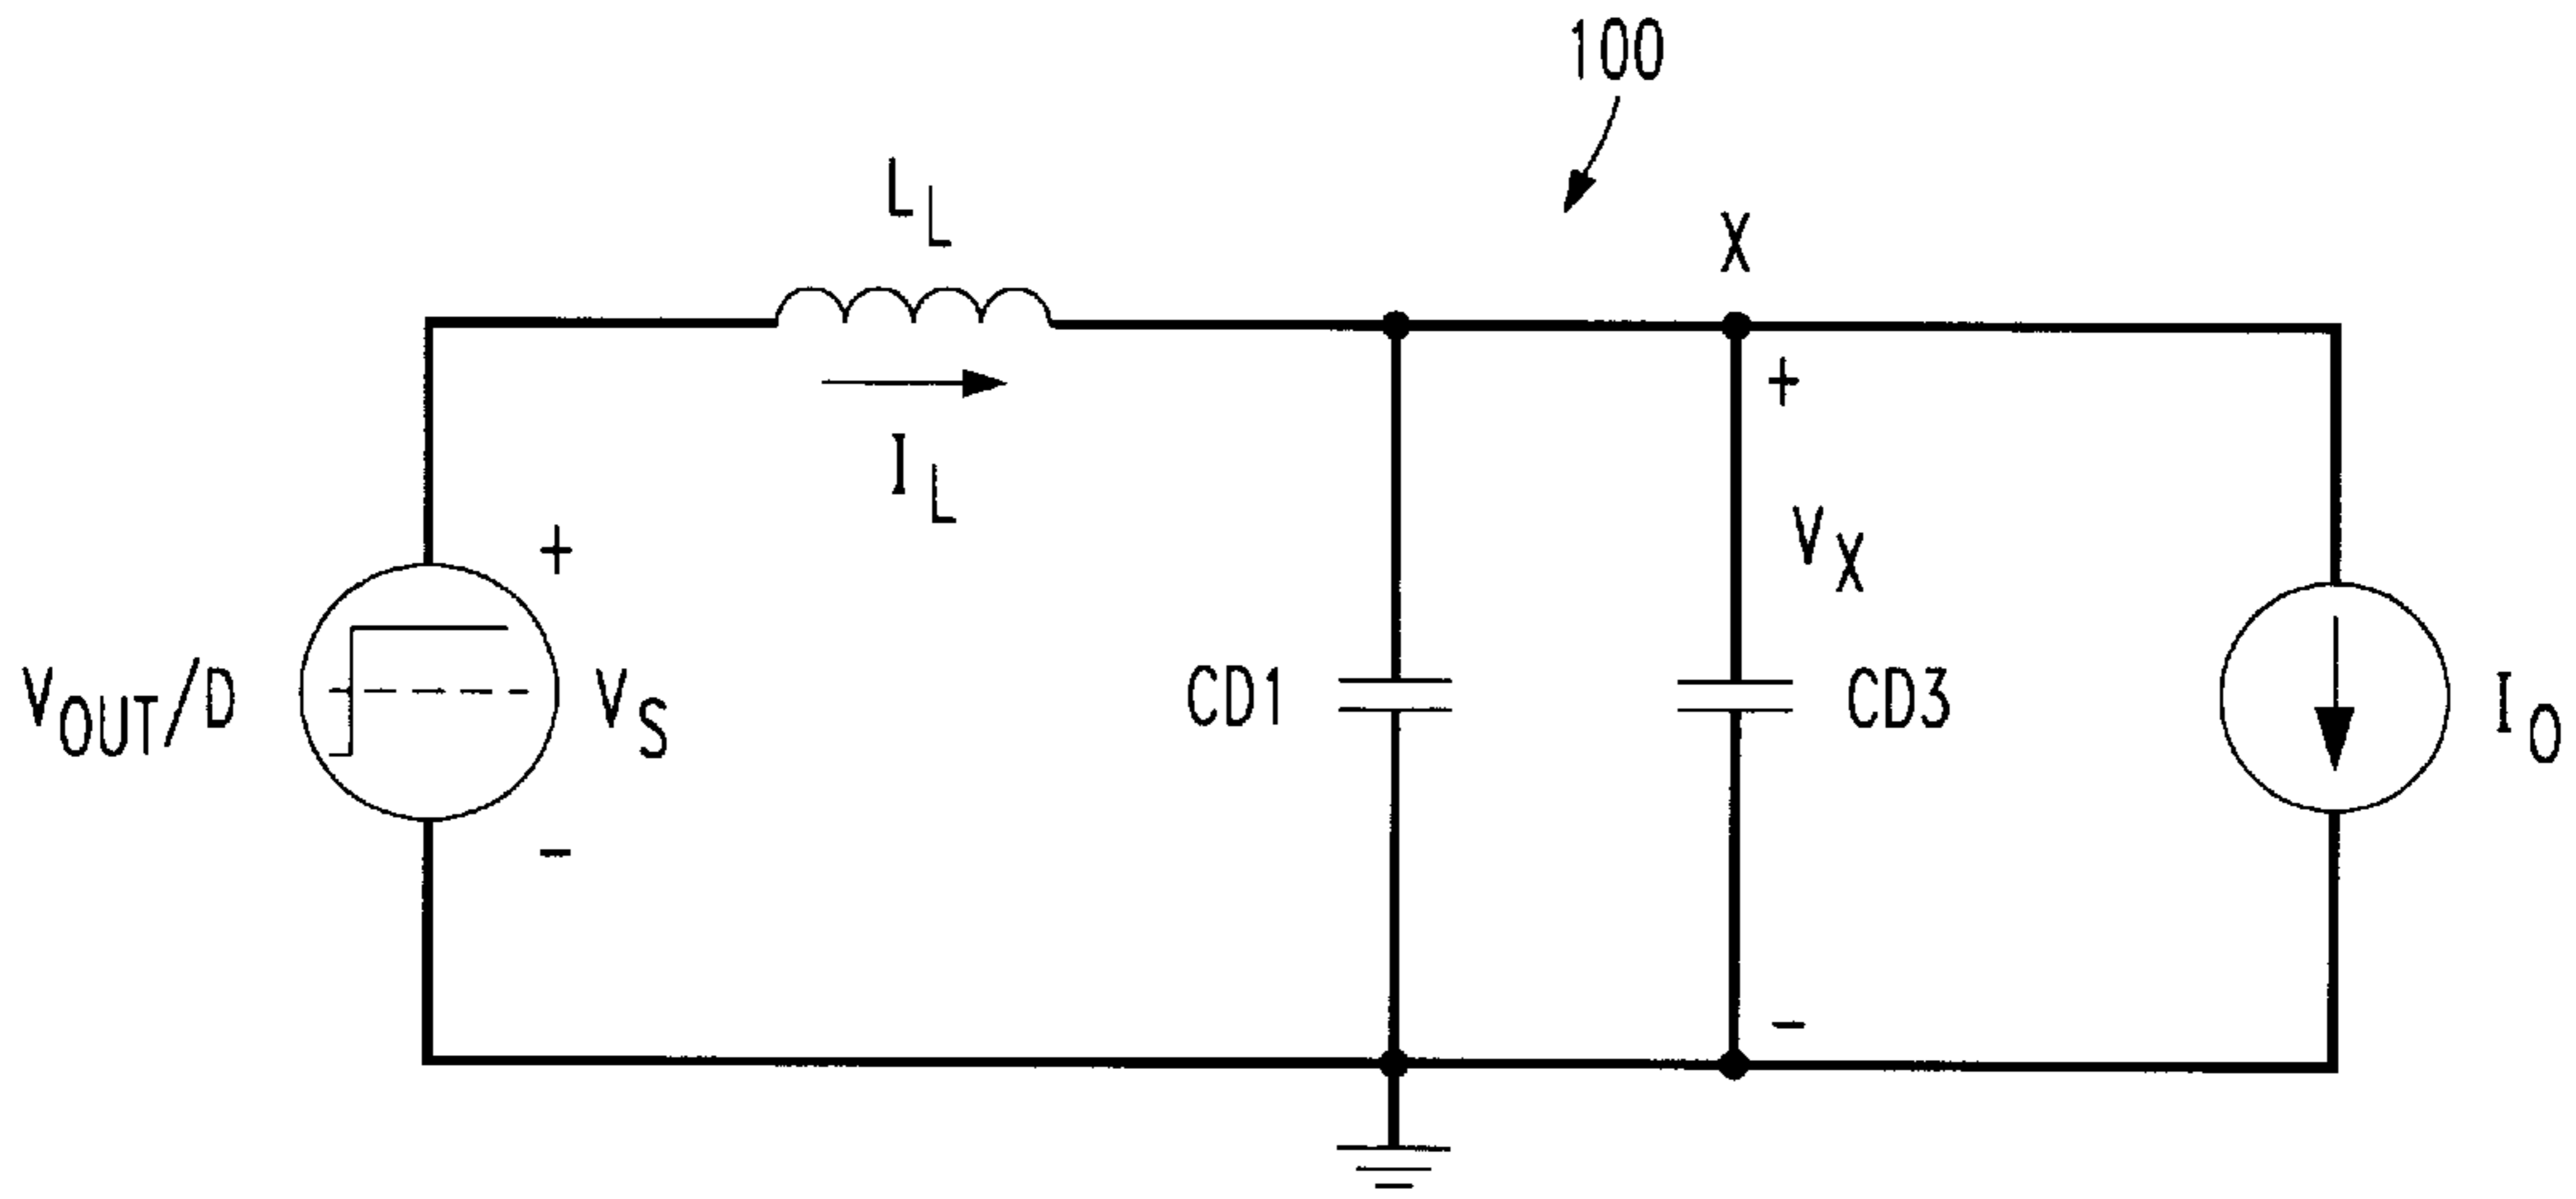 100
L_L
X
+
I_L
+
V_X
V_OUT/D
V_S
CD1
CD3
I_O
-
-